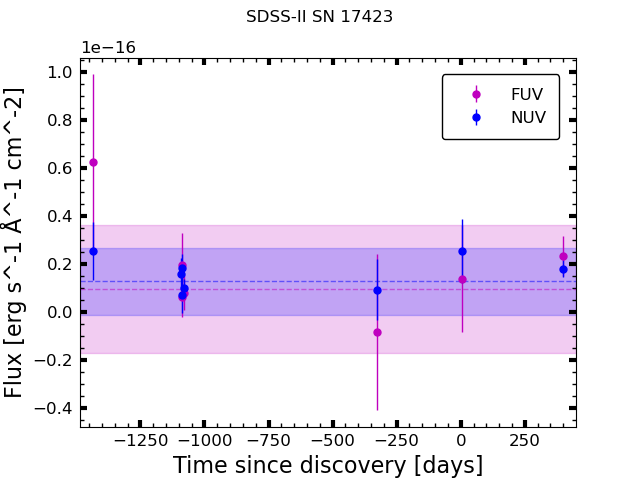 SDSS-II SN 17423
1e−16
FUV
NUV
1.0
0.8
0.6
0.4
0.2
0.0
−0.2
−0.4
Flux [erg s^-1 Å^-1 cm^-2]
−1250 −1000 −750 −500 −250 0 250
Time since discovery [days]